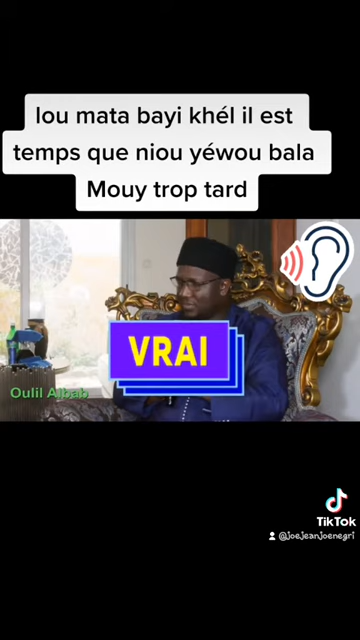 lou mata bayi khél il est
temps que niou yéwou bala
Mouy trop tard
VRAI
Oulil Albab
TikTok
@joejeanjoenegri